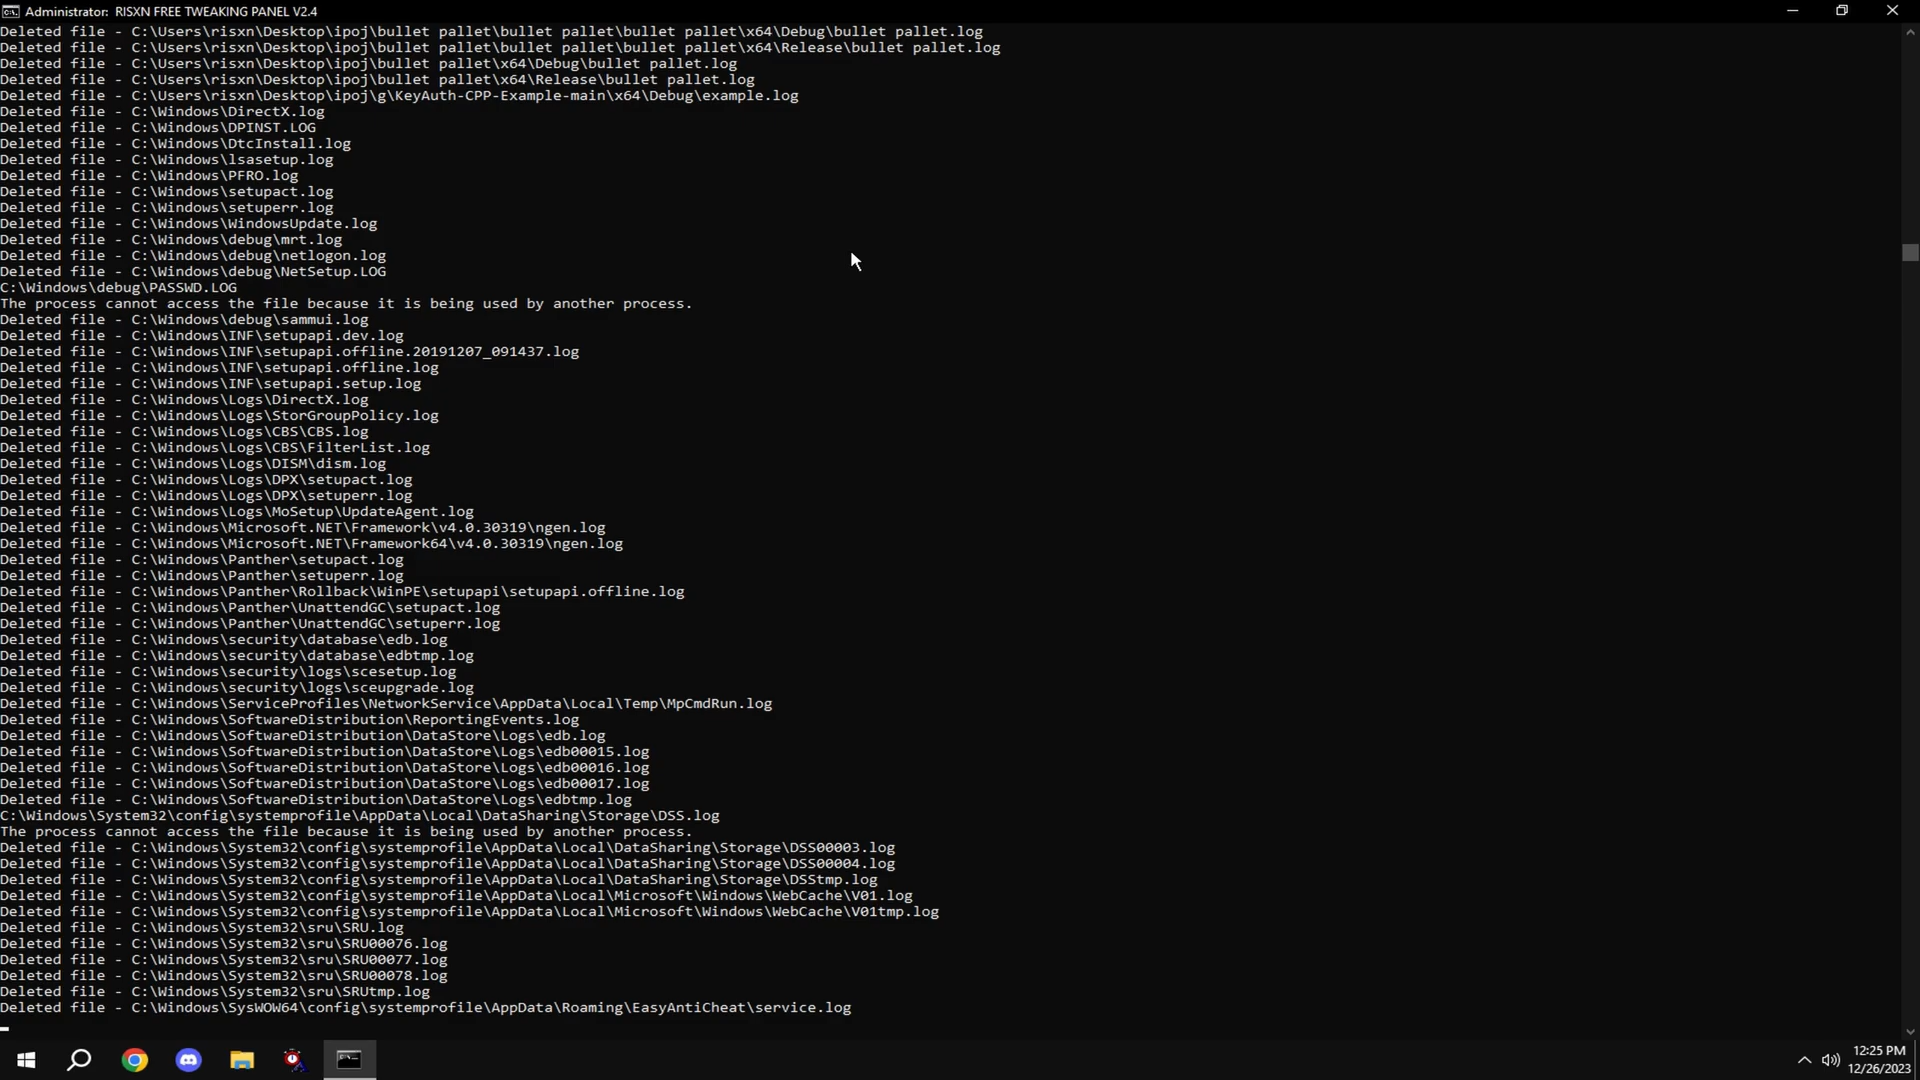 Administrator: RISXN FREE TWEAKING PANEL V2.4
Deleted file - C:\Users\risxn\Desktop\ipoj\bullet pallet\bullet pallet\bullet pallet\x64\Debug\bullet pallet.log
Deleted file - C:\Users\risxn\Desktop\ipoj\bullet pallet\bullet pallet\bullet pallet\x64\Release\bullet pallet.log
Deleted file - C:\Users\risxn\Desktop\ipoj\bullet pallet\x64\Debug\bullet pallet.log
Deleted file - C:\Users\risxn\Desktop\ipoj\bullet pallet\x64\Release\bullet pallet.log
Deleted file - C:\Users\risxn\Desktop\ipoj\g\KeyAuth-CPP-Example-main\x64\Debug\example.log
Deleted file - C:\Windows\DirectX.log
Deleted file - C:\Windows\DPINST.LOG
Deleted file - C:\Windows\DtcInstall.log
Deleted file - C:\Windows\lsasetup.log
Deleted file - C:\Windows\PFRO.log
Deleted file - C:\Windows\setupact.log
Deleted file - C:\Windows\setuperr.log
Deleted file - C:\Windows\WindowsUpdate.log
Deleted file - C:\Windows\debug\mrt.log
Deleted file - C:\Windows\debug\netlogon.log
Deleted file - C:\Windows\debug\NetSetup.LOG
C:\Windows\debug\PASSWD.LOG
The process cannot access the file because it is being used by another process.
Deleted file - C:\Windows\debug\sammui.log
Deleted file - C:\Windows\INF\setupapi.dev.log
Deleted file - C:\Windows\INF\setupapi.offline.20191207_091437.log
Deleted file - C:\Windows\INF\setupapi.offline.log
Deleted file - C:\Windows\INF\setupapi.setup.log
Deleted file - C:\Windows\Logs\DirectX.log
Deleted file - C:\Windows\Logs\StorGroupPolicy.log
Deleted file - C:\Windows\Logs\CBS\CBS.log
Deleted file - C:\Windows\Logs\CBS\FilterList.log
Deleted file - C:\Windows\Logs\DISM\dism.log
Deleted file - C:\Windows\Logs\DPX\setupact.log
Deleted file - C:\Windows\Logs\DPX\setuperr.log
Deleted file - C:\Windows\Logs\MoSetup\UpdateAgent.log
Deleted file - C:\Windows\Microsoft.NET\Framework\v4.0.30319\ngen.log
Deleted file - C:\Windows\Microsoft.NET\Framework64\v4.0.30319\ngen.log
Deleted file - C:\Windows\Panther\setupact.log
Deleted file - C:\Windows\Panther\setuperr.log
Deleted file - C:\Windows\Panther\Rollback\WinPE\setupapi\setupapi.offline.log
Deleted file - C:\Windows\Panther\UnattendGC\setupact.log
Deleted file - C:\Windows\Panther\UnattendGC\setuperr.log
Deleted file - C:\Windows\security\database\edb.log
Deleted file - C:\Windows\security\database\edbtmp.log
Deleted file - C:\Windows\security\logs\scesetup.log
Deleted file - C:\Windows\security\logs\sceupgrade.log
Deleted file - C:\Windows\ServiceProfiles\NetworkService\AppData\Local\Temp\MpCmdRun.log
Deleted file - C:\Windows\SoftwareDistribution\ReportingEvents.log
Deleted file - C:\Windows\SoftwareDistribution\DataStore\Logs\edb.log
Deleted file - C:\Windows\SoftwareDistribution\DataStore\Logs\edb00015.log
Deleted file - C:\Windows\SoftwareDistribution\DataStore\Logs\edb00016.log
Deleted file - C:\Windows\SoftwareDistribution\DataStore\Logs\edb00017.log
Deleted file - C:\Windows\SoftwareDistribution\DataStore\Logs\edbtmp.log
C:\Windows\System32\config\systemprofile\AppData\Local\DataSharing\Storage\DSS.log
The process cannot access the file because it is being used by another process.
Deleted file - C:\Windows\System32\config\systemprofile\AppData\Local\DataSharing\Storage\DSS00003.log
Deleted file - C:\Windows\System32\config\systemprofile\AppData\Local\DataSharing\Storage\DSS00004.log
Deleted file - C:\Windows\System32\config\systemprofile\AppData\Local\DataSharing\Storage\DSStmp.log
Deleted file - C:\Windows\System32\config\systemprofile\AppData\Local\Microsoft\Windows\WebCache\V01.log
Deleted file - C:\Windows\System32\config\systemprofile\AppData\Local\Microsoft\Windows\WebCache\V01tmp.log
Deleted file - C:\Windows\System32\sru\SRU.log
Deleted file - C:\Windows\System32\sru\SRU00076.log
Deleted file - C:\Windows\System32\sru\SRU00077.log
Deleted file - C:\Windows\System32\sru\SRU00078.log
Deleted file - C:\Windows\System32\sru\SRUtmp.log
Deleted file - C:\Windows\SysWOW64\config\systemprofile\AppData\Roaming\EasyAntiCheat\service.log
12:25 PM
12/26/2023